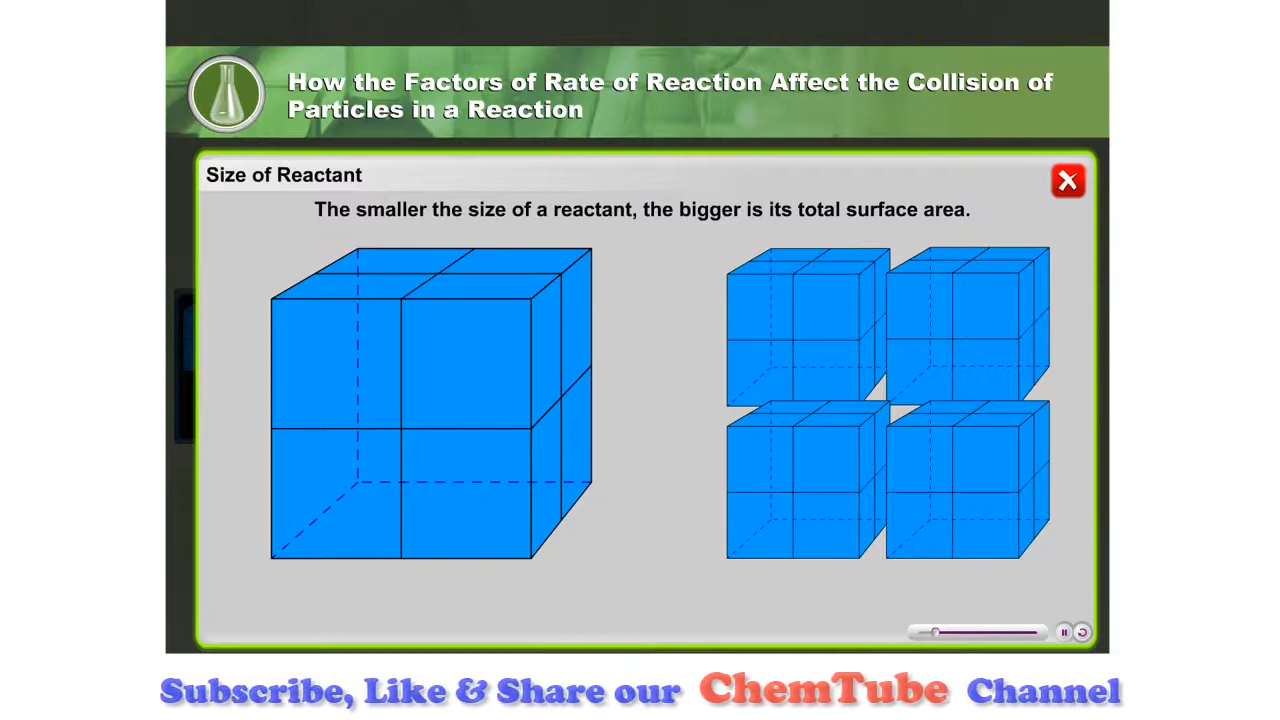 How the Factors of Rate of Reaction Affect the Collision of
Particles in a Reaction
Size of Reactant
The smaller the size of a reactant, the bigger is its total surface area.
Subscribe, Like & Share our ChemTube Channel